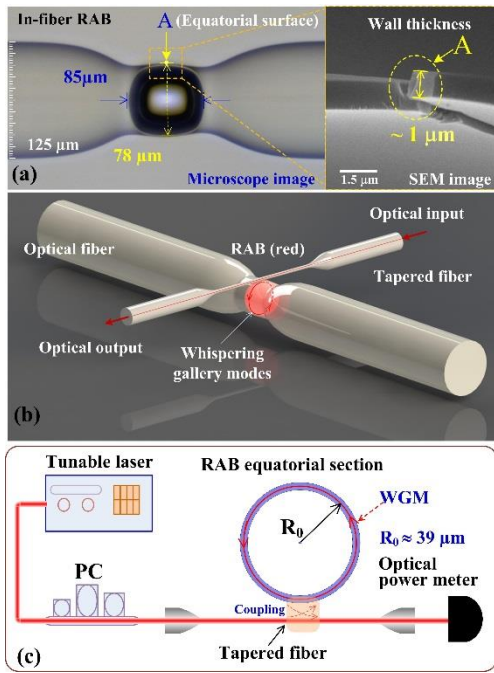 In-fiber RAB
A
(Equatorial surface)
85μm
125 μm
78 μm
(a)
Microscope image
Wall thickness
A
~ 1 μm
1.5 μm
SEM image
Optical input
Optical fiber
RAB (red)
Tapered fiber
Optical output
Whispering
gallery modes
(b)
Tunable laser
RAB equatorial section
WGM
R₀
R₀ ≈ 39 μm
PC
Optical
power meter
Coupling
Tapered fiber
(c)